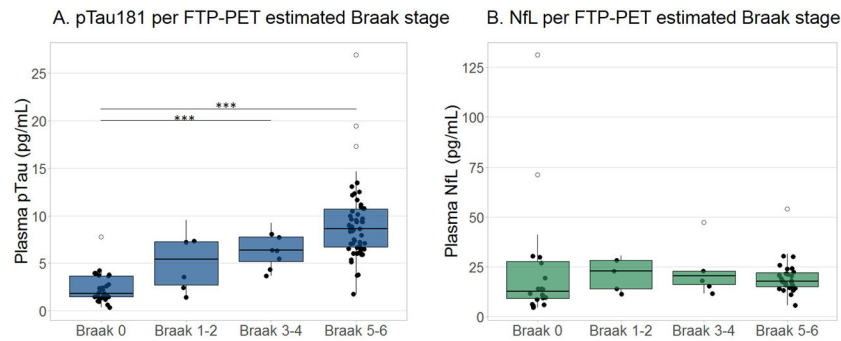 A. pTau181 per FTP-PET estimated Braak stage
Plasma pTau (pg/mL)
25
20
15
10
5
0
***
***
Braak 0 Braak 1-2 Braak 3-4 Braak 5-6
B. NfL per FTP-PET estimated Braak stage
Plasma NfL (pg/mL)
125
100
75
50
25
0
Braak 0 Braak 1-2 Braak 3-4 Braak 5-6